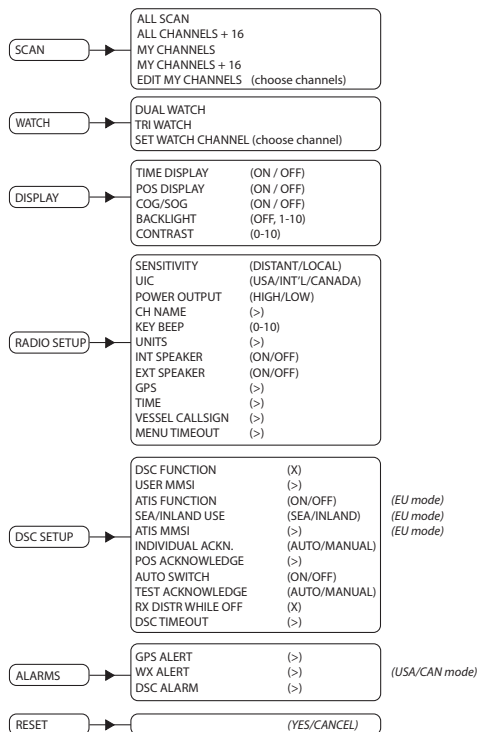 SCAN
ALL SCAN
ALL CHANNELS + 16
MY CHANNELS
MY CHANNELS + 16
EDIT MY CHANNELS (choose channels)
WATCH
DUAL WATCH
TRI WATCH
SET WATCH CHANNEL (choose channel)
DISPLAY
TIME DISPLAY (ON / OFF)
POS DISPLAY (ON / OFF)
COG/SOG (ON / OFF)
BACKLIGHT (OFF, 1-10)
CONTRAST (0-10)
RADIO SETUP
SENSITIVITY (DISTANT/LOCAL)
UIC (USA/INT'L/CANADA)
POWER OUTPUT (HIGH/LOW)
CH NAME (>)
KEY BEEP (0-10)
UNITS (>)
INT SPEAKER (ON/OFF)
EXT SPEAKER (ON/OFF)
GPS (>)
TIME (>)
VESSEL CALLSIGN (>)
MENU TIMEOUT (>)
DSC SETUP
DSC FUNCTION (X)
USER MMSI (>)
ATIS FUNCTION (ON/OFF) (EU mode)
SEA/INLAND USE (SEA/INLAND) (EU mode)
ATIS MMSI (>) (EU mode)
INDIVIDUAL ACKN. (AUTO/MANUAL)
POS ACKNOWLEDGE (>)
AUTO SWITCH (ON/OFF)
TEST ACKNOWLEDGE (AUTO/MANUAL)
RX DISTR WHILE OFF (X)
DSC TIMEOUT (>)
ALARMS
GPS ALERT (>)
WX ALERT (>) (USA/CAN mode)
DSC ALARM (>)
RESET
(YES/CANCEL)